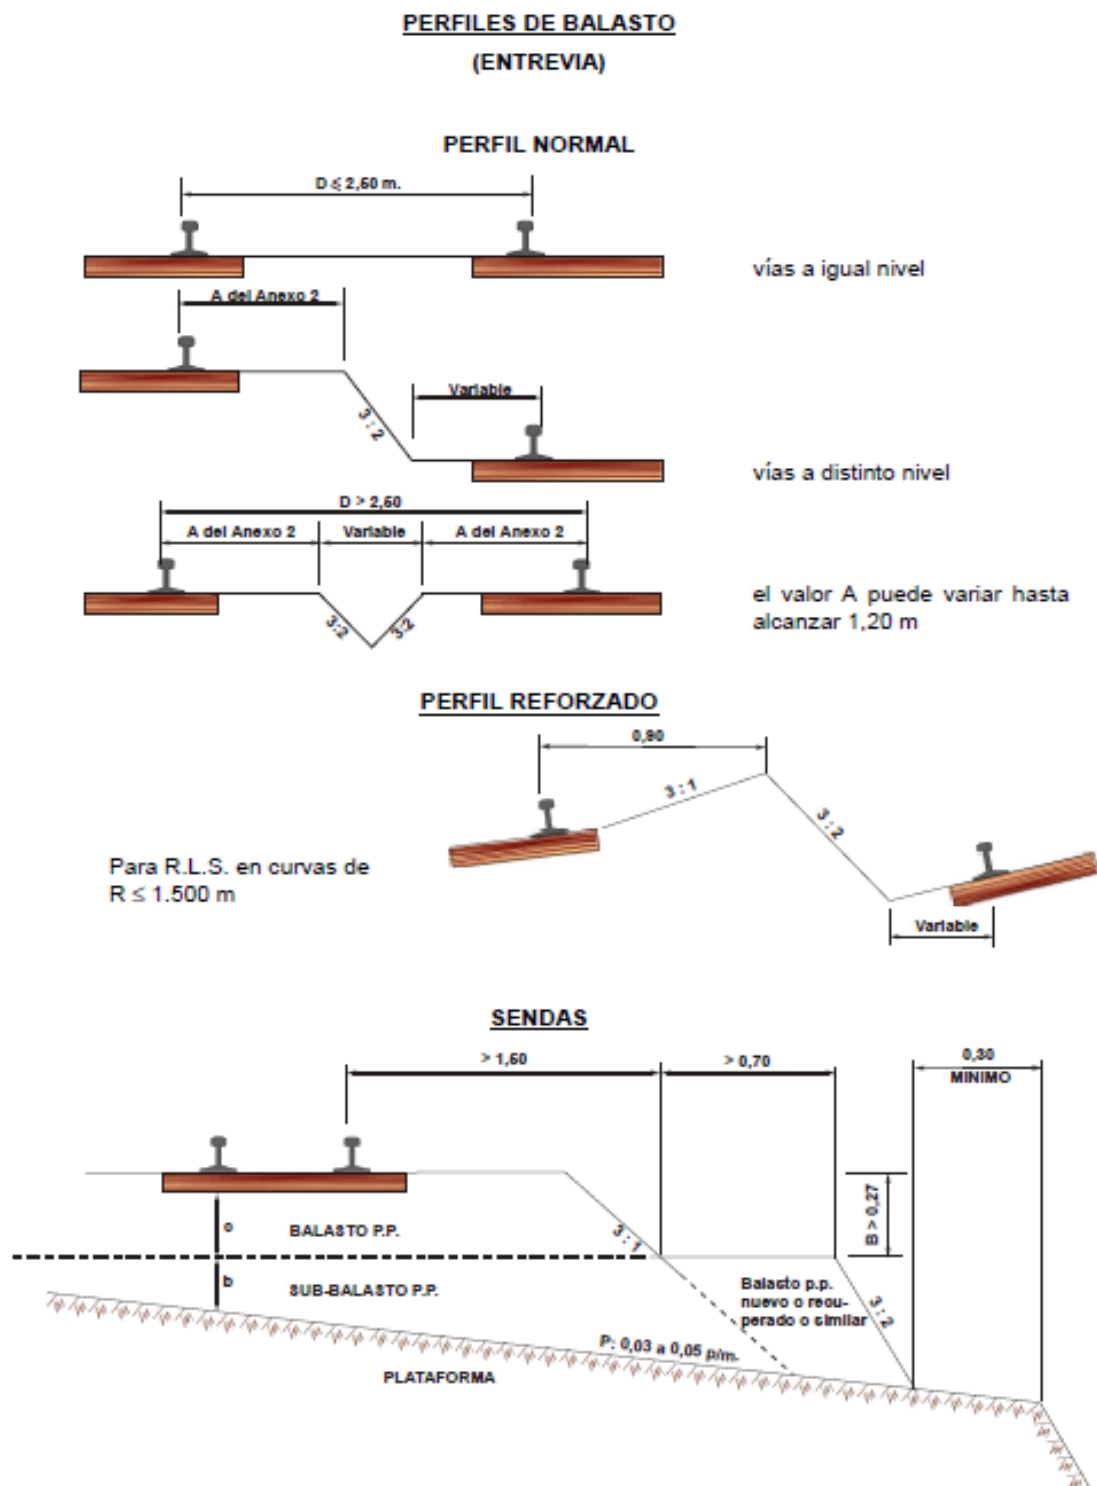 PERFILES DE BALASTO
(ENTREVIA)
PERFIL NORMAL
D ≤ 2,50 m.
vías a igual nivel
A del Anexo 2
3 : 2
Variable
vías a distinto nivel
D > 2,50
A del Anexo 2
Variable
A del Anexo 2
3:2
3:2
el valor A puede variar hasta
alcanzar 1,20 m
PERFIL REFORZADO
0,90
3 : 1
3 : 2
Para R.L.S. en curvas de
R ≤ 1.500 m
Variable
SENDAS
> 1,50
> 0,70
0,30
MINIMO
B > 0,27
BALASTO P.P.
3 : 1
b
SUB-BALASTO P.P.
Balasto p.p.
nuevo o recu-
perado o similar
3 : 2
P: 0,03 a 0,05 p/m.
PLATAFORMA